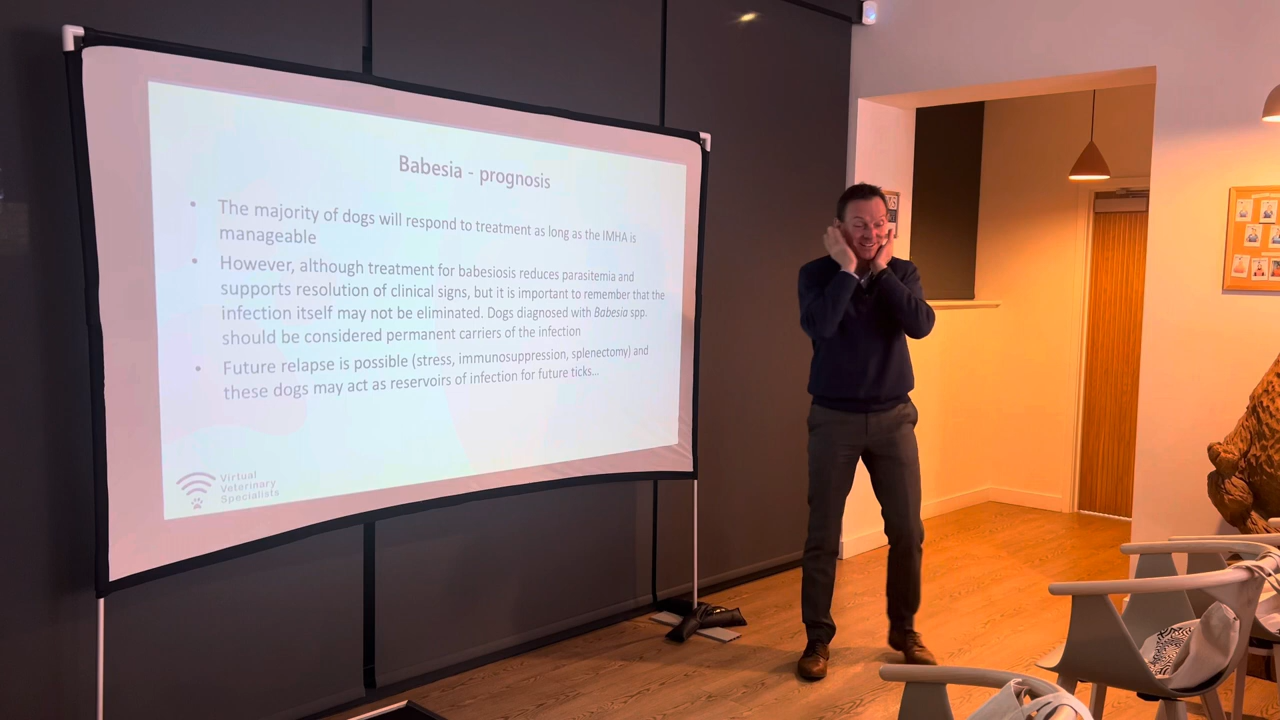 Babesia - prognosis
• The majority of dogs will respond to treatment as long as the IMHA is
manageable
• However, although treatment for babesiosis reduces parasitemia and
supports resolution of clinical signs, but it is important to remember that the
infection itself may not be eliminated. Dogs diagnosed with Babesia spp.
should be considered permanent carriers of the infection
• Future relapse is possible (stress, immunosuppression, splenectomy) and
these dogs may act as reservoirs of infection for future ticks...
Virtual
Veterinary
Specialists